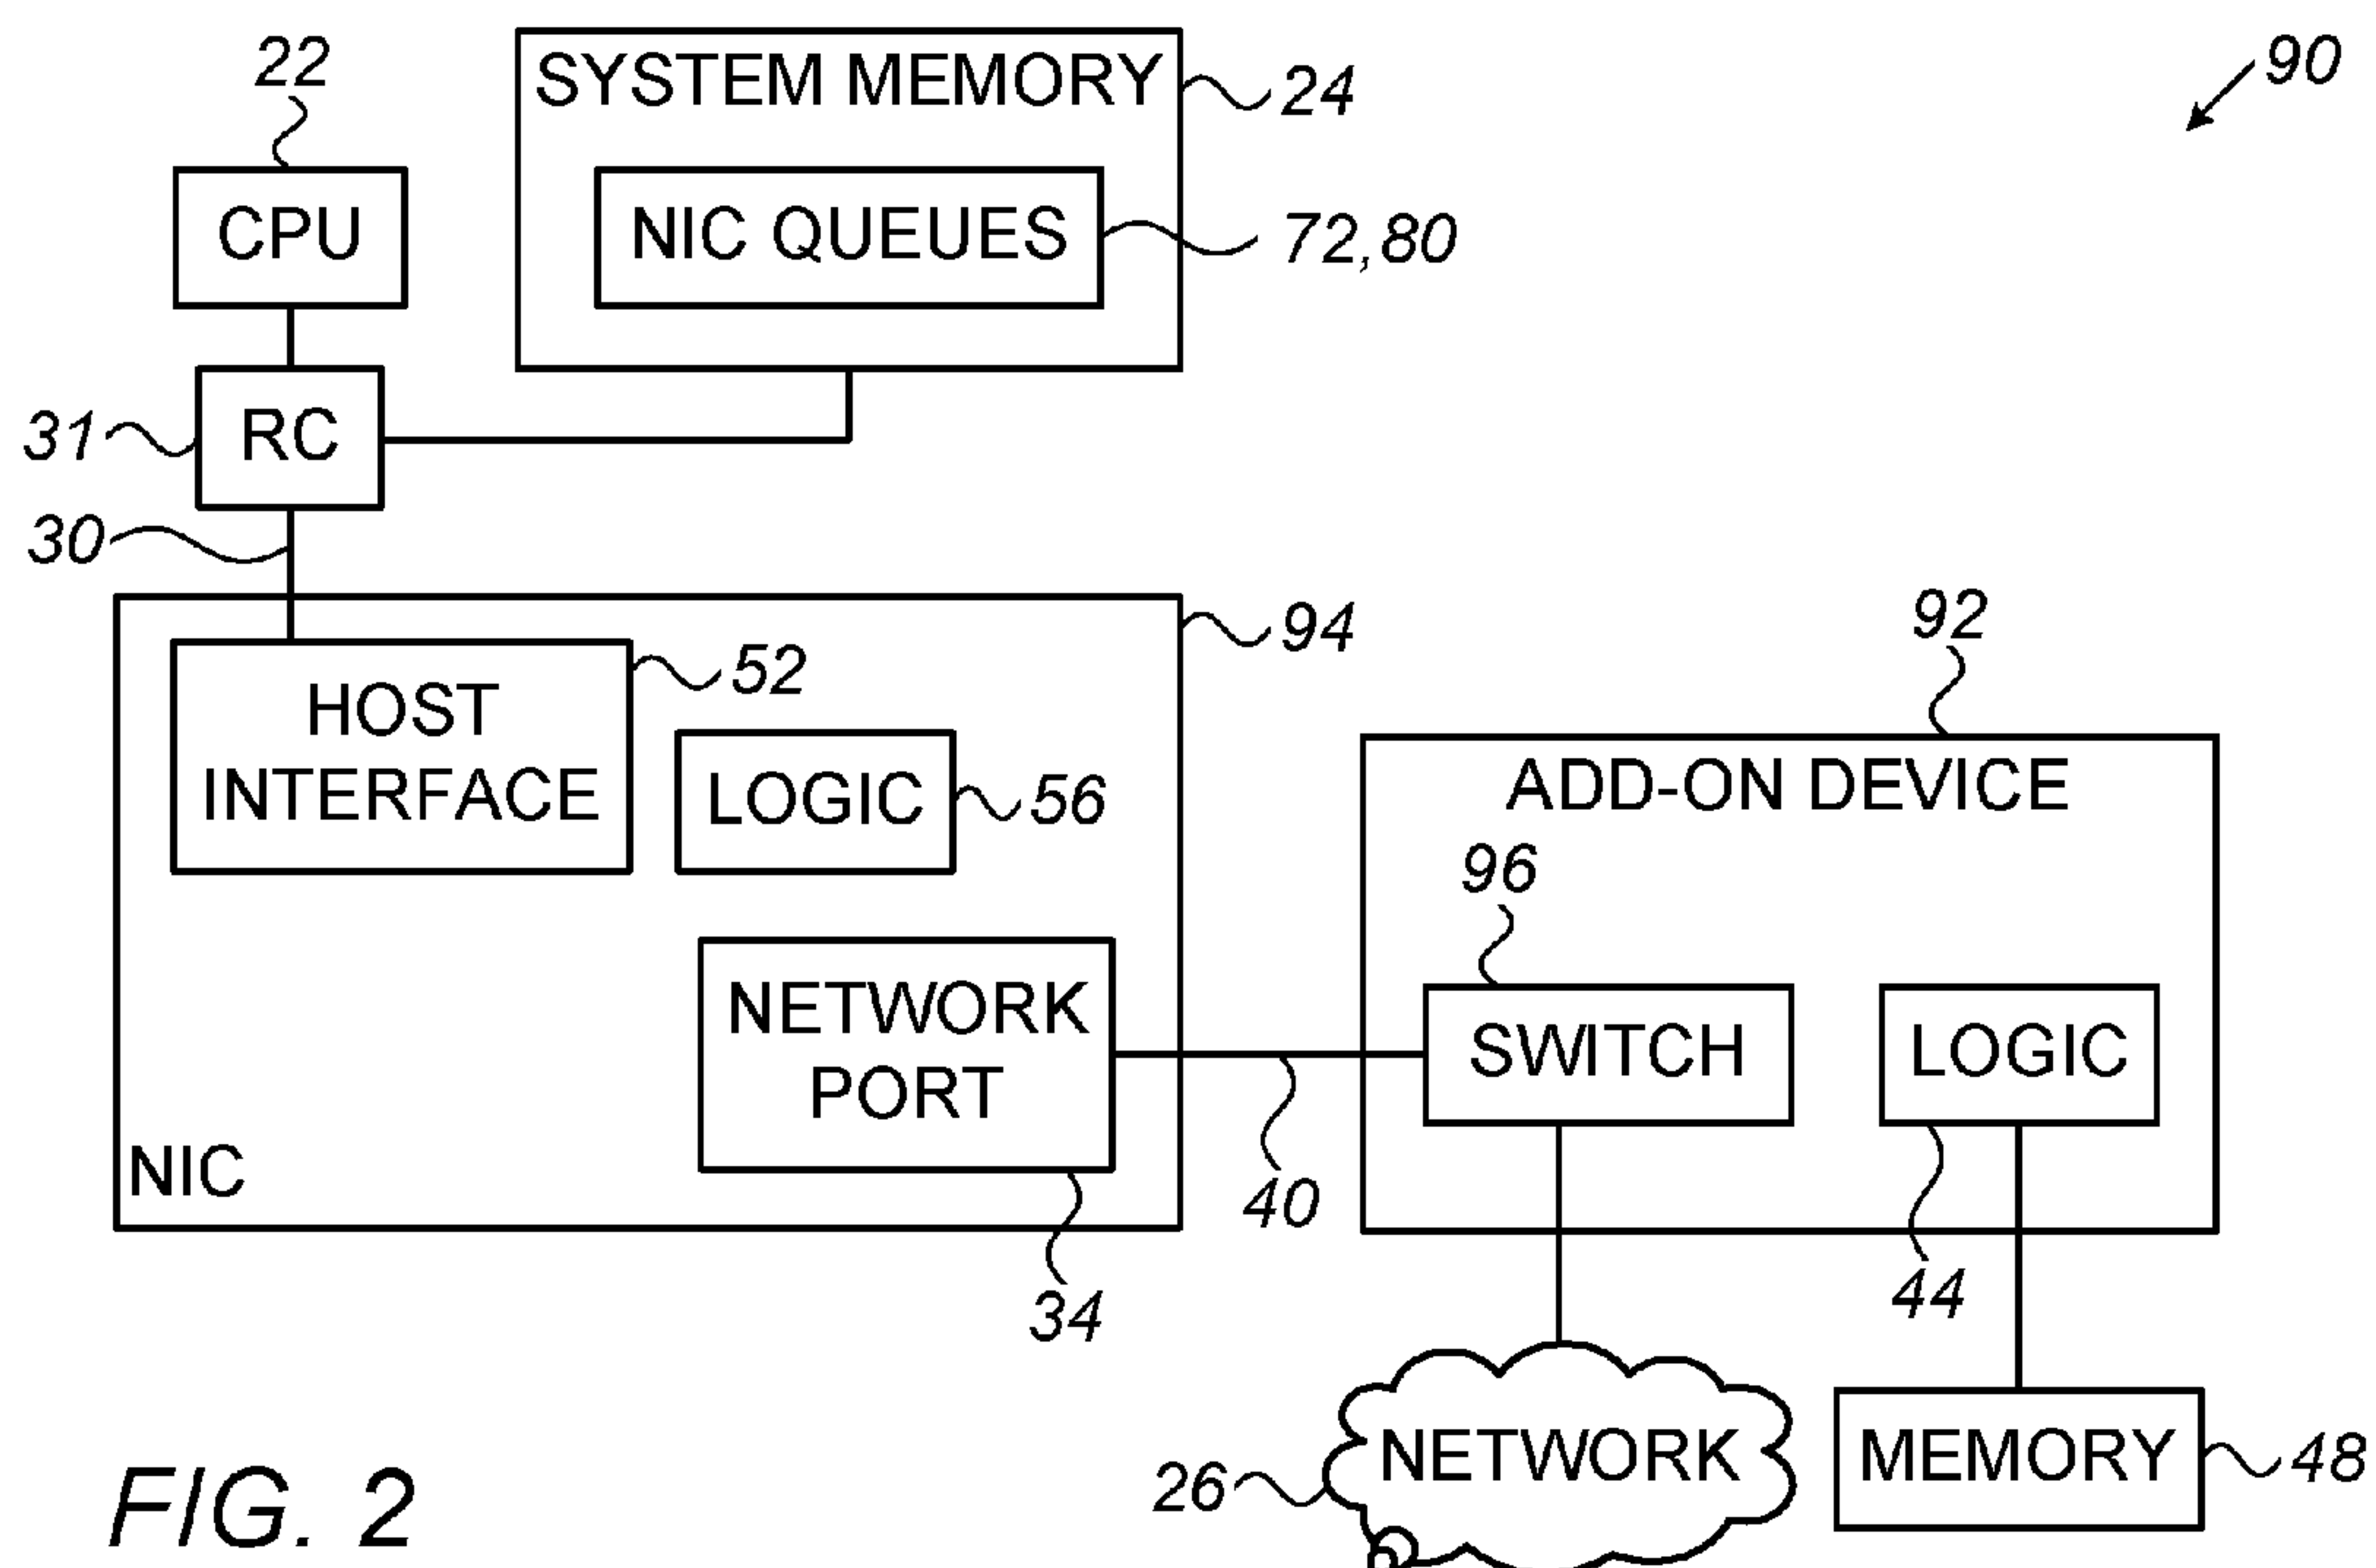 22
SYSTEM MEMORY
24
90
CPU
NIC QUEUES
72,80
31
RC
30
94
92
HOST
INTERFACE
52
LOGIC
56
ADD-ON DEVICE
96
NETWORK
PORT
SWITCH
LOGIC
NIC
40
34
44
NETWORK
26
MEMORY
48
FIG. 2